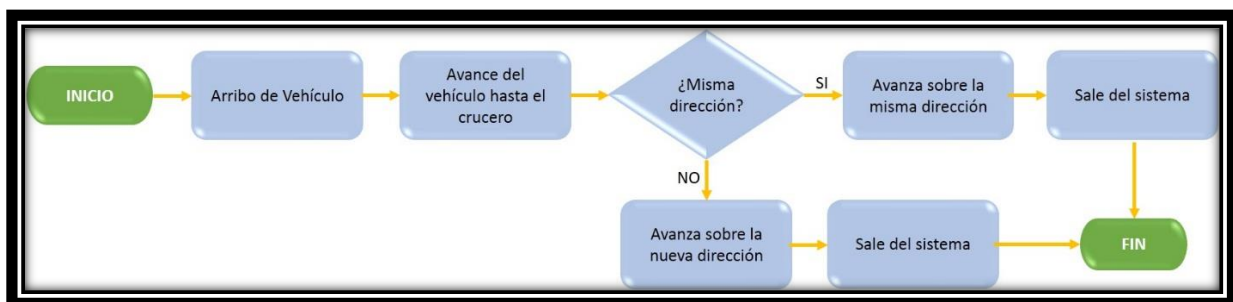 INICIO
Arribo de Vehículo
Avance del
vehículo hasta el
crucero
¿Misma
dirección?
SI
Avanza sobre la
misma dirección
Sale del sistema
NO
Avanza sobre la
nueva dirección
Sale del sistema
FIN